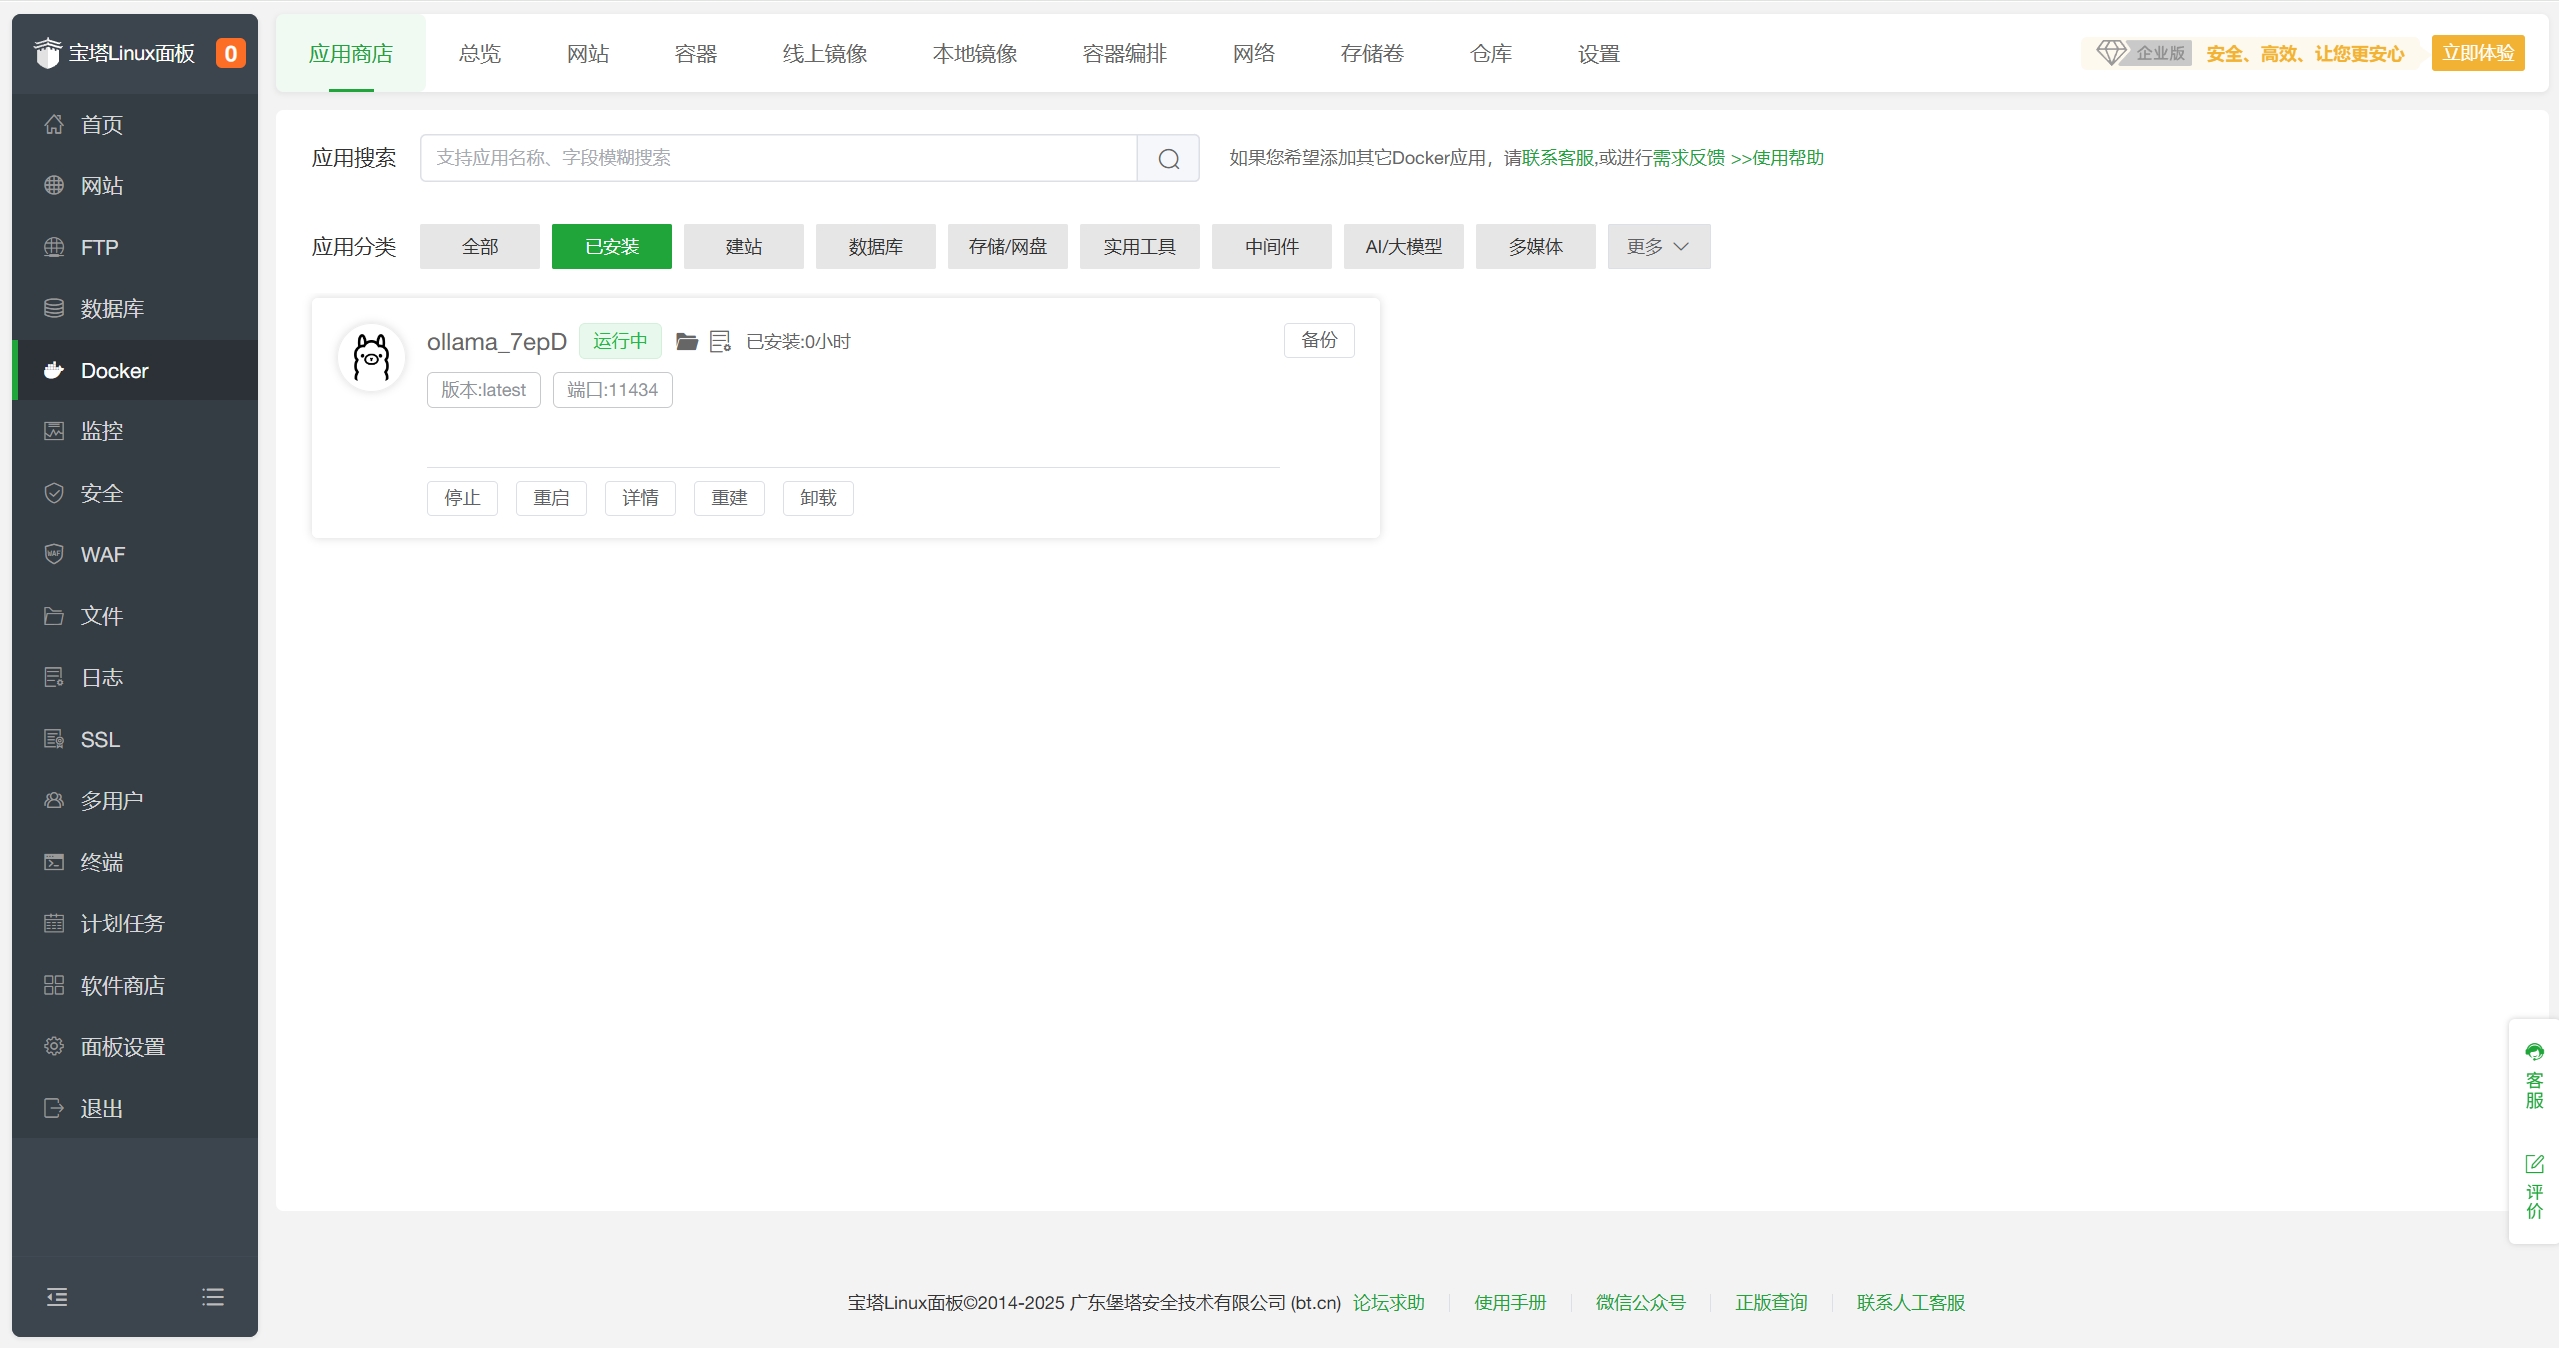 宝塔Linux面板 0
首页
网站
FTP
数据库
Docker
监控
安全
WAF
文件
日志
SSL
多用户
终端
计划任务
软件商店
面板设置
退出
应用商店 总览 网站 容器 线上镜像 本地镜像 容器编排 网络 存储卷 仓库 设置 企业版 安全、高效、让您更安心 立即体验
应用搜索 支持应用名称、字段模糊搜索 如果您希望添加其它Docker应用，请联系客服,或进行需求反馈 >>使用帮助
应用分类 全部 已安装 建站 数据库 存储/网盘 实用工具 中间件 AI/大模型 多媒体 更多
ollama_7epD 运行中 已安装:0小时 备份
版本:latest 端口:11434
停止 重启 详情 重建 卸载
客服
评价
宝塔Linux面板©2014-2025 广东堡塔安全技术有限公司 (bt.cn) 论坛求助 使用手册 微信公众号 正版查询 联系人工客服